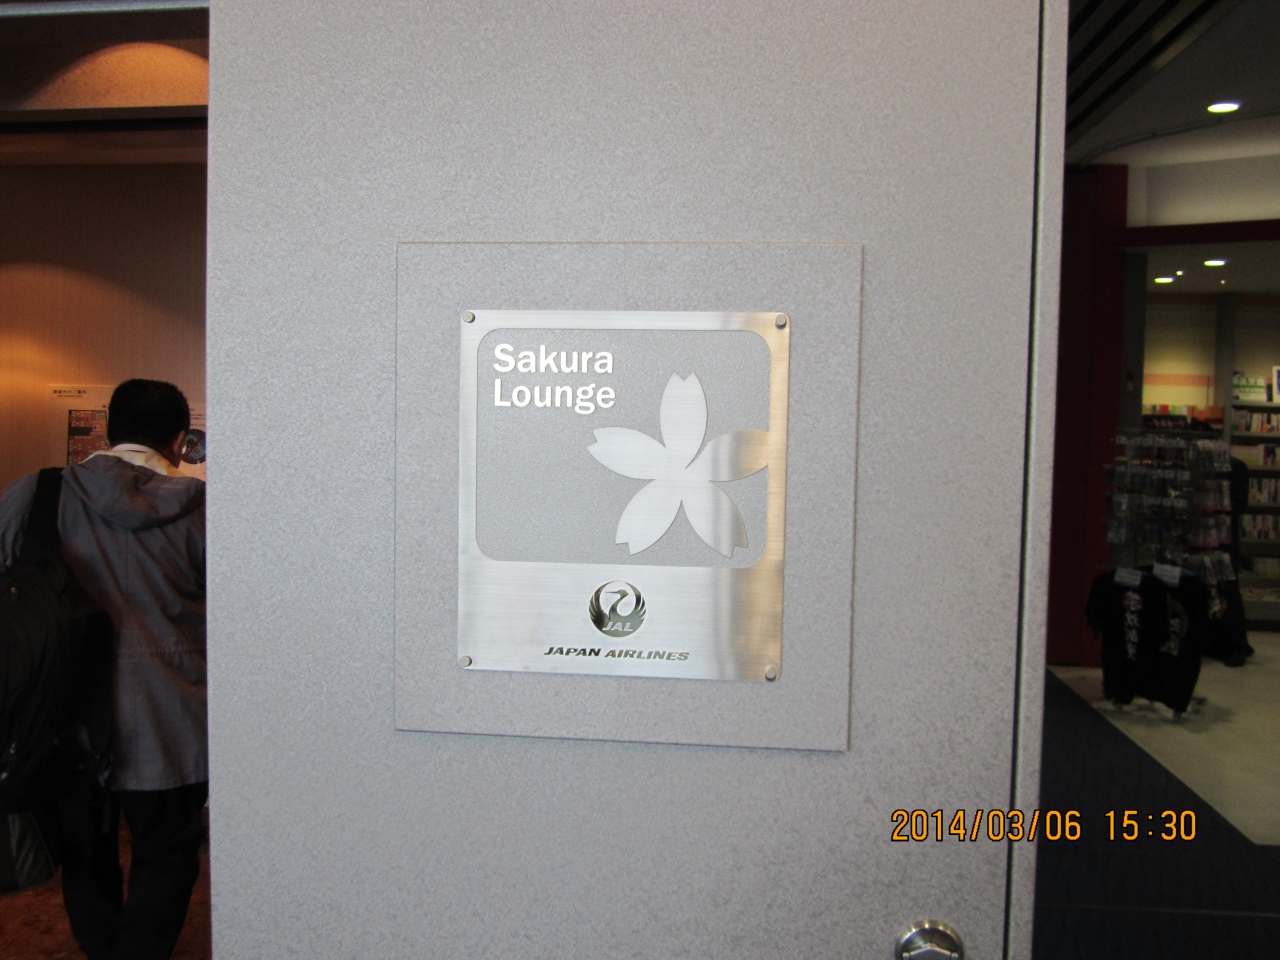 Sakura
Lounge
JAL
JAPAN AIRLINES
2014/03/06 15:30